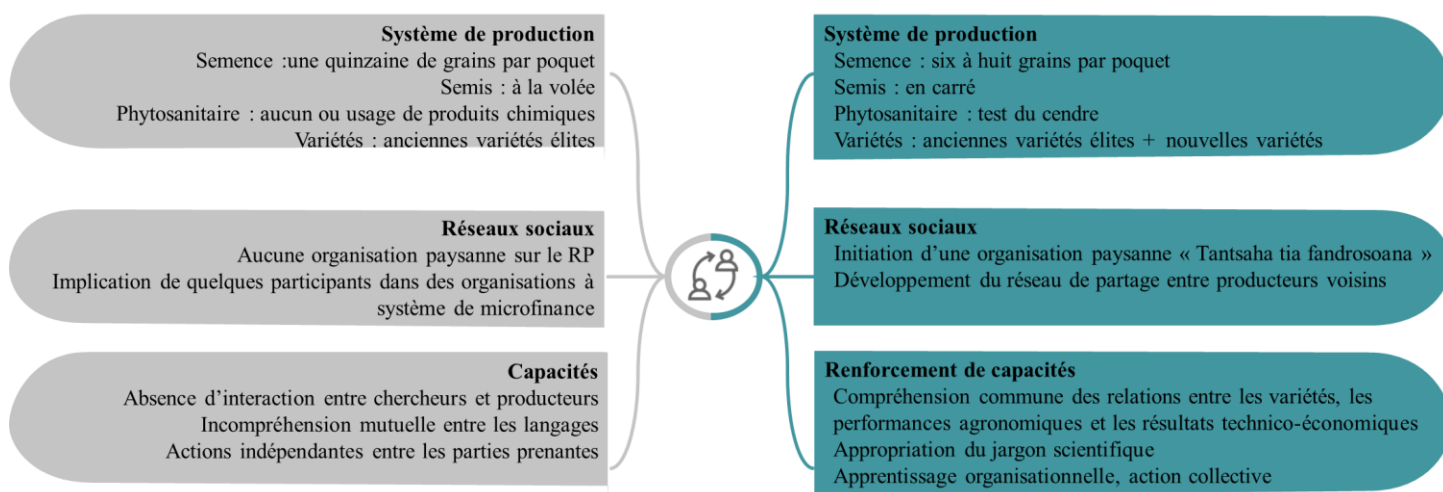 Système de production
Semence :une quinzaine de grains par poquet
Semis : à la volée
Phytosanitaire : aucun ou usage de produits chimiques
Variétés : anciennes variétés élites
Réseaux sociaux
Aucune organisation paysanne sur le RP
Implication de quelques participants dans des organisations à
système de microfinance
Capacités
Absence d’interaction entre chercheurs et producteurs
Incompréhension mutuelle entre les langages
Actions indépendantes entre les parties prenantes
Système de production
Semence : six à huit grains par poquet
Semis : en carré
Phytosanitaire : test du cendre
Variétés : anciennes variétés élites + nouvelles variétés
Réseaux sociaux
Initiation d’une organisation paysanne « Tantsaha tia fandrosoana »
Développement du réseau de partage entre producteurs voisins
Renforcement de capacités
Compréhension commune des relations entre les variétés, les
performances agronomiques et les résultats technico-économiques
Appropriation du jargon scientifique
Apprentissage organisationnelle, action collective